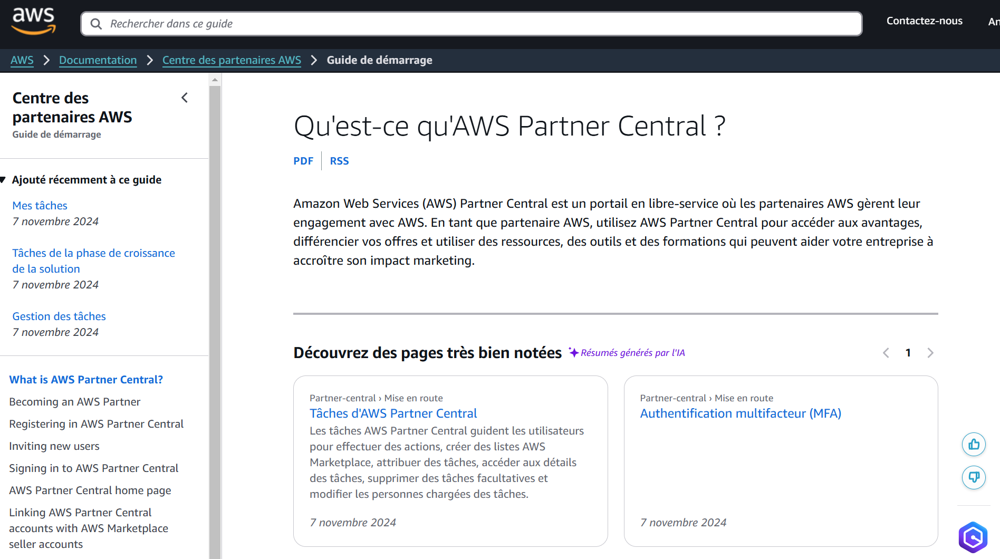 aws
Rechercher dans ce guide
Contactez-nous
AWS > Documentation > Centre des partenaires AWS > Guide de démarrage
Centre des
partenaires AWS
Guide de démarrage
Ajouté récemment à ce guide
Mes tâches
7 novembre 2024
Tâches de la phase de croissance
de la solution
7 novembre 2024
Gestion des tâches
7 novembre 2024
What is AWS Partner Central?
Becoming an AWS Partner
Registering in AWS Partner Central
Inviting new users
Signing in to AWS Partner Central
AWS Partner Central home page
Linking AWS Partner Central
accounts with AWS Marketplace
seller accounts
Qu'est-ce qu'AWS Partner Central ?
PDF RSS
Amazon Web Services (AWS) Partner Central est un portail en libre-service où les partenaires AWS gèrent leur
engagement avec AWS. En tant que partenaire AWS, utilisez AWS Partner Central pour accéder aux avantages,
différencier vos offres et utiliser des ressources, des outils et des formations qui peuvent aider votre entreprise à
accroître son impact marketing.
Découvrez des pages très bien notées Résumés générés par l'IA
1
Partner-central › Mise en route
Tâches d'AWS Partner Central
Les tâches AWS Partner Central guident les utilisateurs
pour effectuer des actions, créer des listes AWS
Marketplace, attribuer des tâches, accéder aux détails
des tâches, supprimer des tâches facultatives et
modifier les personnes chargées des tâches.
7 novembre 2024
Partner-central › Mise en route
Authentification multifacteur (MFA)
7 novembre 2024